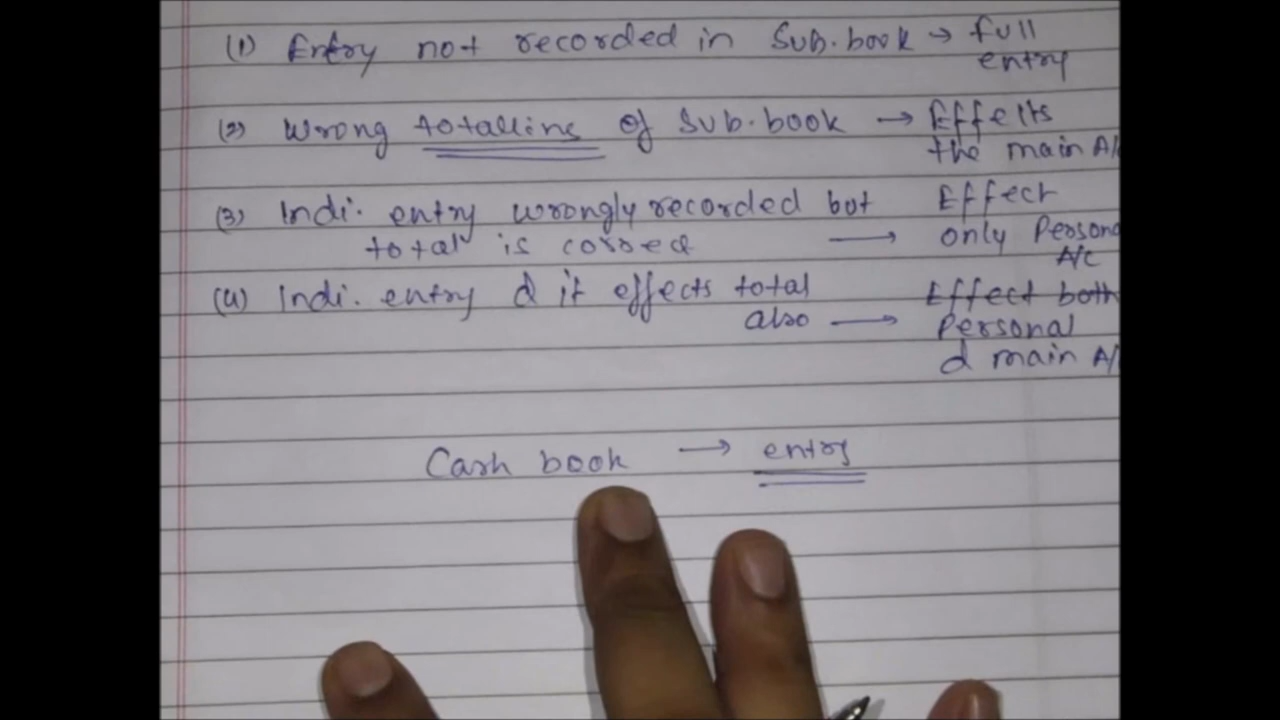 (1) Entry not recorded in Sub.book → full
entry
(2) Wrong totalling of Sub.book → Effects
the main A/
(3) Indi. entry wrongly recorded but Effect
total is correct → only Persona
A/c
(4) Indi. entry & it effects total Effect both
also → Personal
& main A/
Cash book → entry